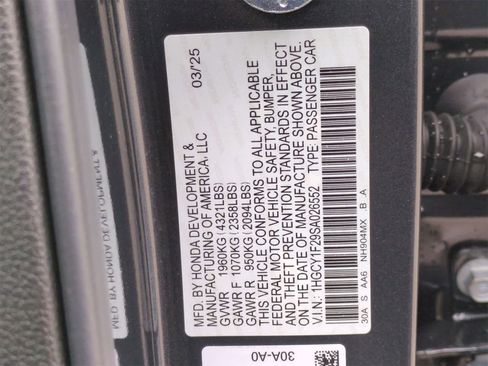 MFD. BY HONDA DEVELOPMENT & 03/'25
MANUFACTURING OF AMERICA, LLC
GVWR 1960KG(4321LBS)
GAWR F 1070KG(2358LBS)
GAWR R 950KG(2094LBS)
THIS VEHICLE CONFORMS TO ALL APPLICABLE
FEDERAL MOTOR VEHICLE SAFETY, BUMPER,
AND THEFT PREVENTION STANDARDS IN EFFECT
ON THE DATE OF MANUFACTURE SHOWN ABOVE.
V.I.N.: 1HGCY1F29SA026552 TYPE: PASSENGER CAR
30A S AA6 NH904MX B A
30A-A0